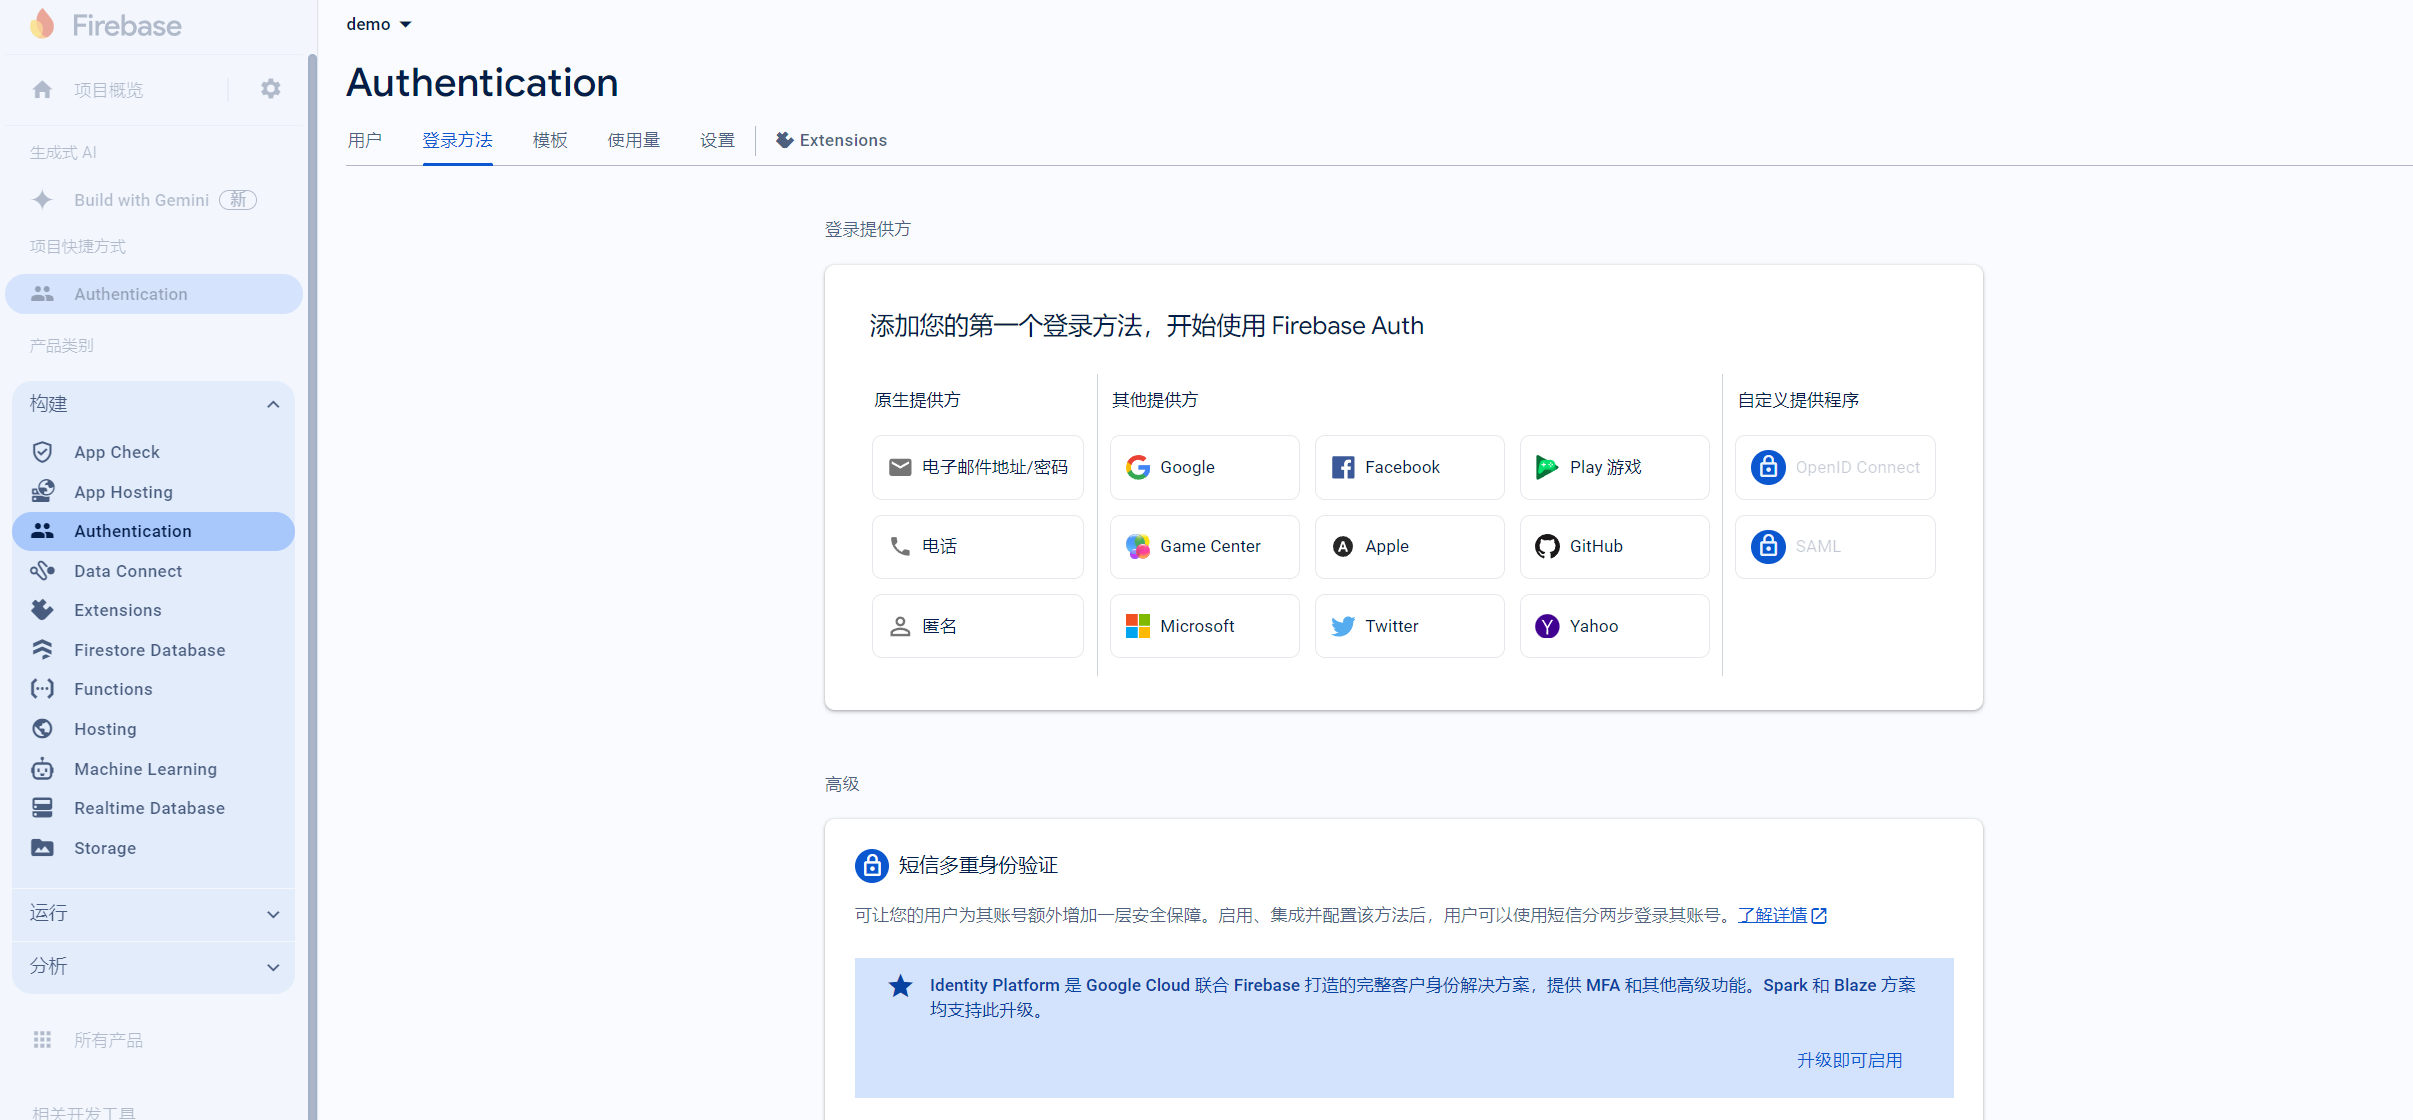 Firebase
项目概览
生成式 AI
Build with Gemini 新
项目快捷方式
Authentication
产品类别
构建
App Check
App Hosting
Authentication
Data Connect
Extensions
Firestore Database
Functions
Hosting
Machine Learning
Realtime Database
Storage
运行
分析
所有产品
相关开发工具
demo
Authentication
用户 登录方法 模板 使用量 设置 Extensions
登录提供方
添加您的第一个登录方法，开始使用 Firebase Auth
原生提供方
电子邮件地址/密码
电话
匿名
其他提供方
Google Facebook Play 游戏
Game Center Apple GitHub
Microsoft Twitter Yahoo
自定义提供程序
OpenID Connect
SAML
高级
短信多重身份验证
可让您的用户为其账号额外增加一层安全保障。启用、集成并配置该方法后，用户可以使用短信分两步登录其账号。了解详情
Identity Platform 是 Google Cloud 联合 Firebase 打造的完整客户身份解决方案，提供 MFA 和其他高级功能。Spark 和 Blaze 方案
均支持此升级。
升级即可启用